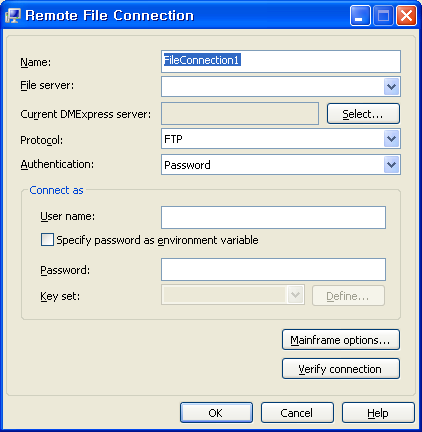 Remote File Connection
Name: FileConnection1
File server:
Current DMExpress server: Select...
Protocol: FTP
Authentication: Password
Connect as
User name:
Specify password as environment variable
Password:
Key set: Define...
Mainframe options...
Verify connection
OK Cancel Help